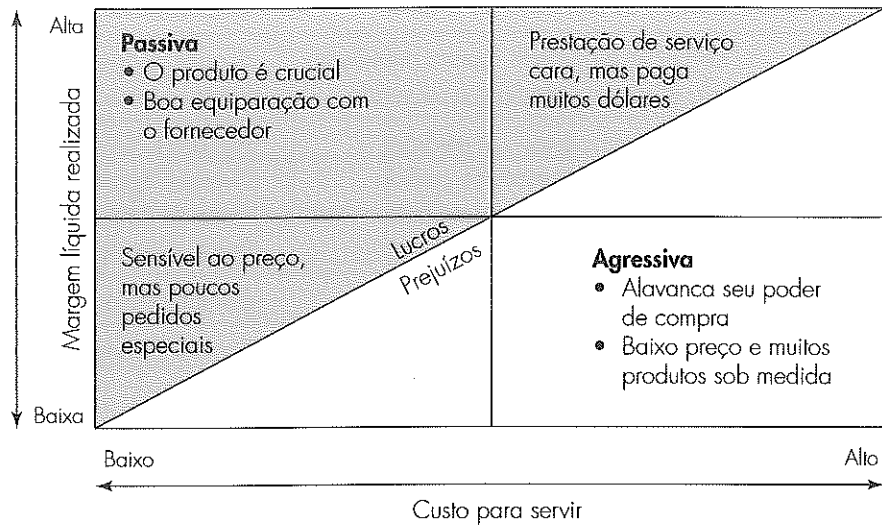 Alta
Passiva
• O produto é crucial
• Boa equiparação com
o fornecedor
Prestação de serviço
cara, mas paga
muitos dólares
Margem líquida realizada
Sensível ao preço,
mas poucos
pedidos
especiais
Lucros
Prejuízos
Agressiva
• Alavanca seu poder
de compra
• Baixo preço e muitos
produtos sob medida
Baixa
Baixo
Alto
Custo para servir